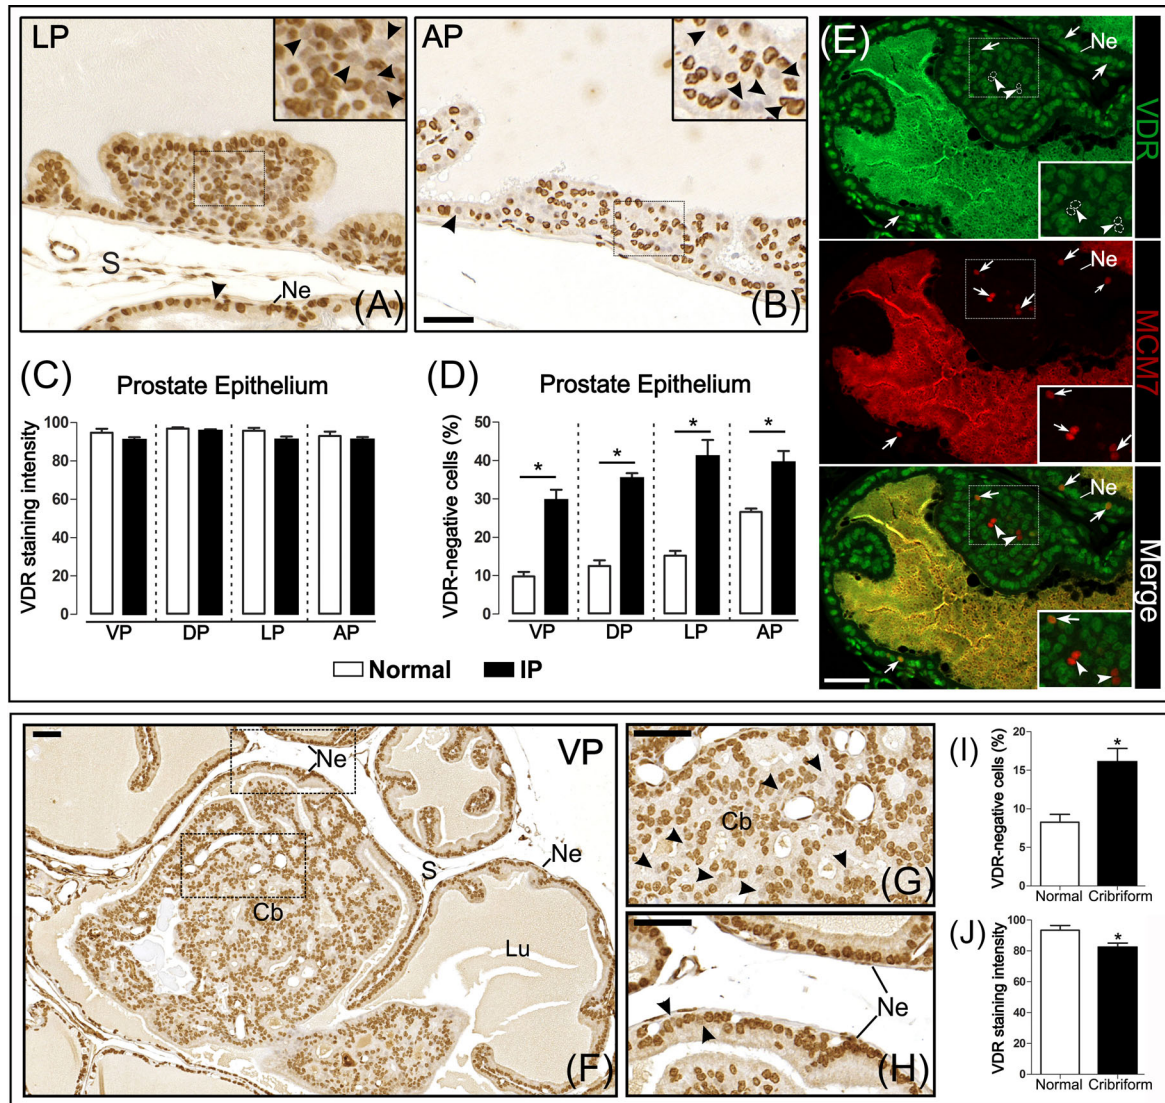 LP
S
Ne
(A)
AP
(B)
(E)
Ne
VDR
Ne
MCM7
Ne
Merge
(C)
Prostate Epithelium
VDR staining intensity
100
80
60
40
20
0
VP DP LP AP
(D)
Prostate Epithelium
VDR-negative cells (%)
50
40
30
20
10
0
* * * *
VP DP LP AP
Normal IP
VP
Ne
S
Ne
Cb
Lu
(F)
Cb
(G)
Ne
(H)
(I)
VDR-negative cells (%)
20
15
10
5
0
*
Normal Cribriform
(J)
VDR staining intensity
100
80
60
40
20
0
*
Normal Cribriform